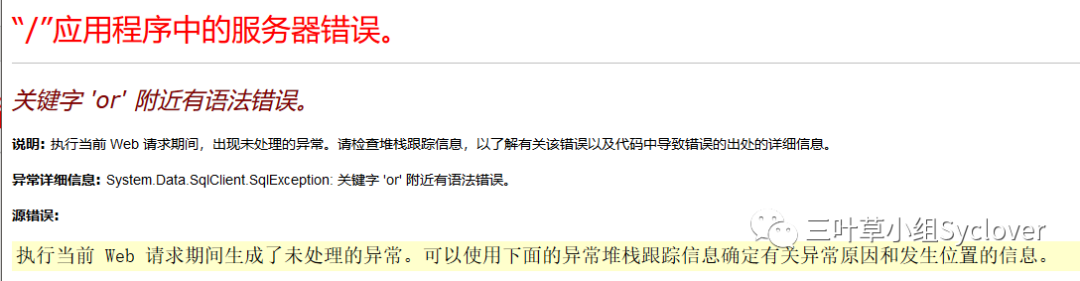 “/”应用程序中的服务器错误。
关键字 'or' 附近有语法错误。
说明: 执行当前 Web 请求期间，出现未处理的异常。请检查堆栈跟踪信息，以了解有关该错误以及代码中导致错误的出处的详细信息。
异常详细信息: System.Data.SqlClient.SqlException: 关键字 'or' 附近有语法错误。
源错误:
三叶草小组Syclover
执行当前 Web 请求期间生成了未处理的异常。可以使用下面的异常堆栈跟踪信息确定有关异常原因和发生位置的信息。